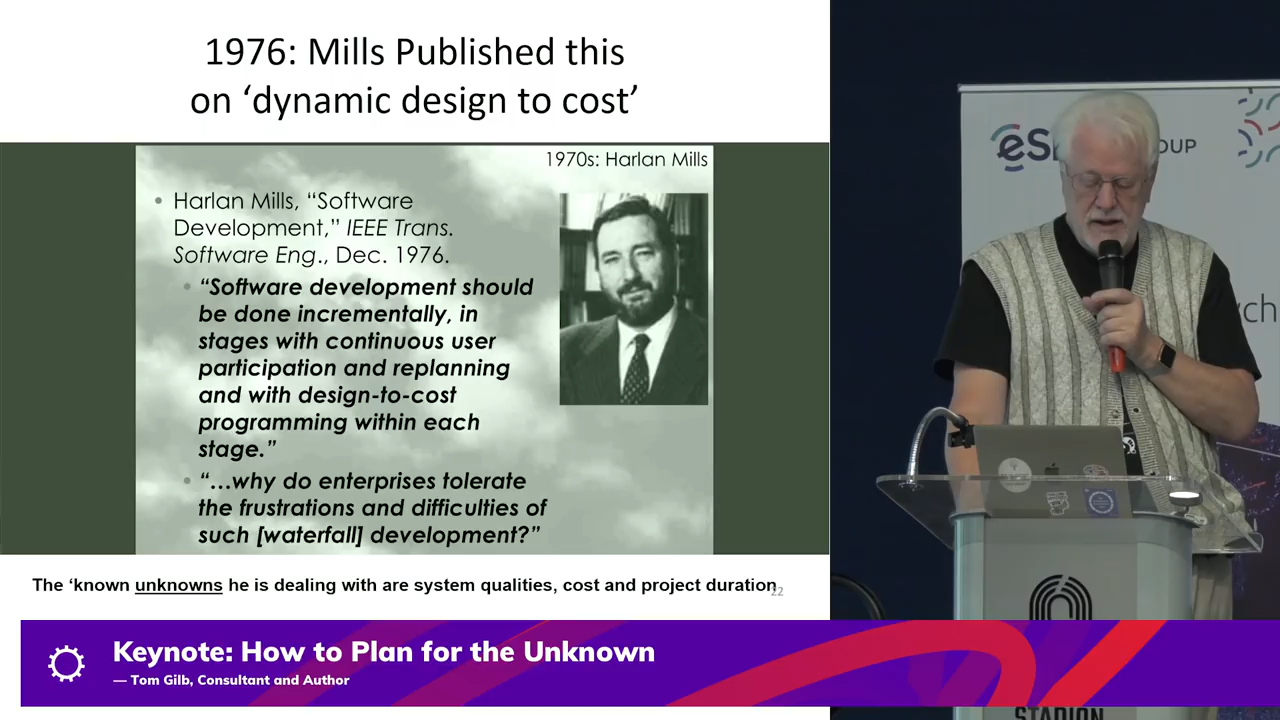 1976: Mills Published this
on ‘dynamic design to cost’
1970s: Harlan Mills
• Harlan Mills, “Software
Development,” IEEE Trans.
Software Eng., Dec. 1976.
• “Software development should
be done incrementally, in
stages with continuous user
participation and replanning
and with design-to-cost
programming within each
stage.”
• “...why do enterprises tolerate
the frustrations and difficulties of
such [waterfall] development?”
The ‘known unknowns he is dealing with are system qualities, cost and project duration
22
Keynote: How to Plan for the Unknown
— Tom Gilb, Consultant and Author
OUP